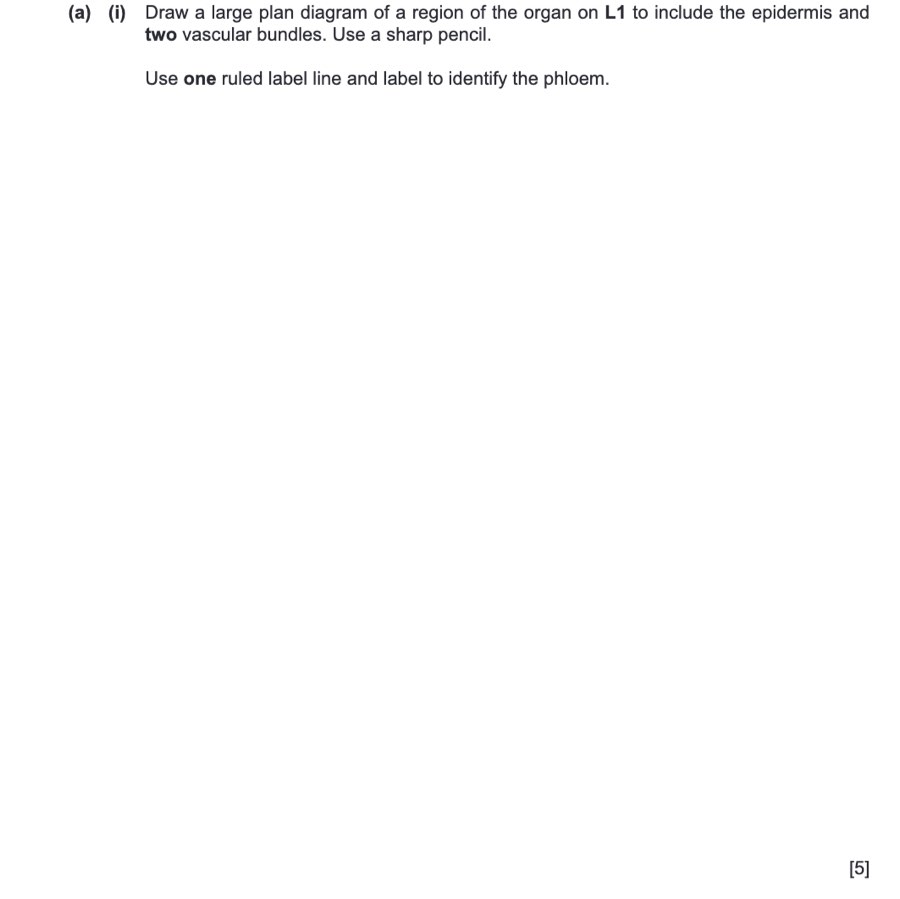 (a) (i) Draw a large plan diagram of a region of the organ on L1 to include the epidermis and
two vascular bundles. Use a sharp pencil.
Use one ruled label line and label to identify the phloem.
[5]